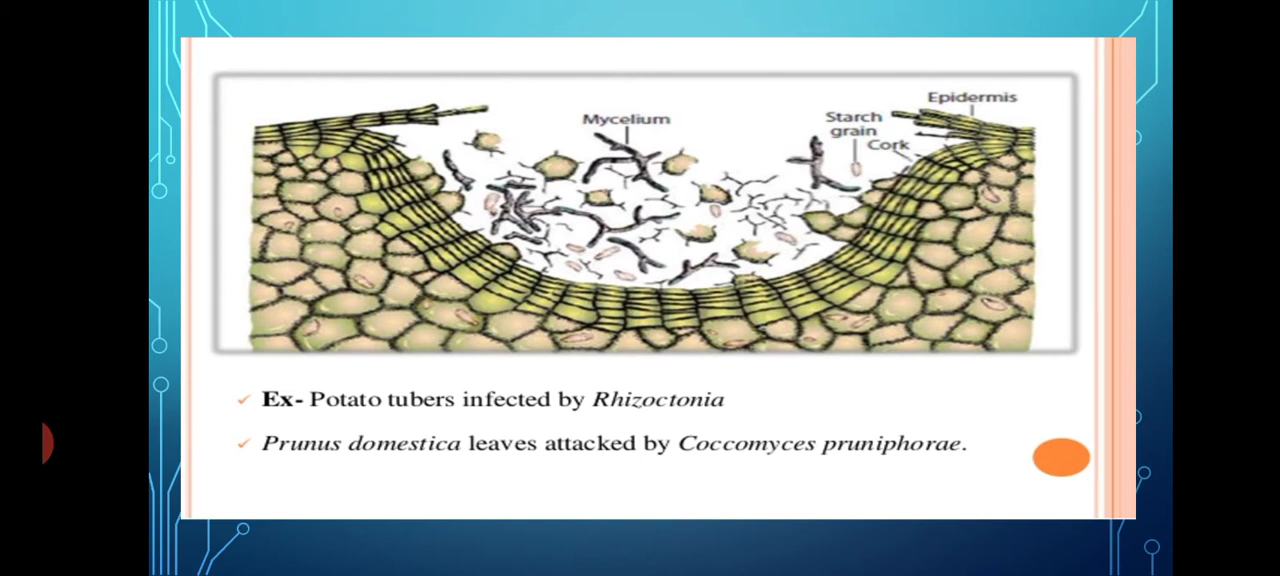 Epidermis
Mycelium
Starch
grain
Cork
Ex- Potato tubers infected by Rhizoctonia
Prunus domestica leaves attacked by Coccomyces pruniphorae.